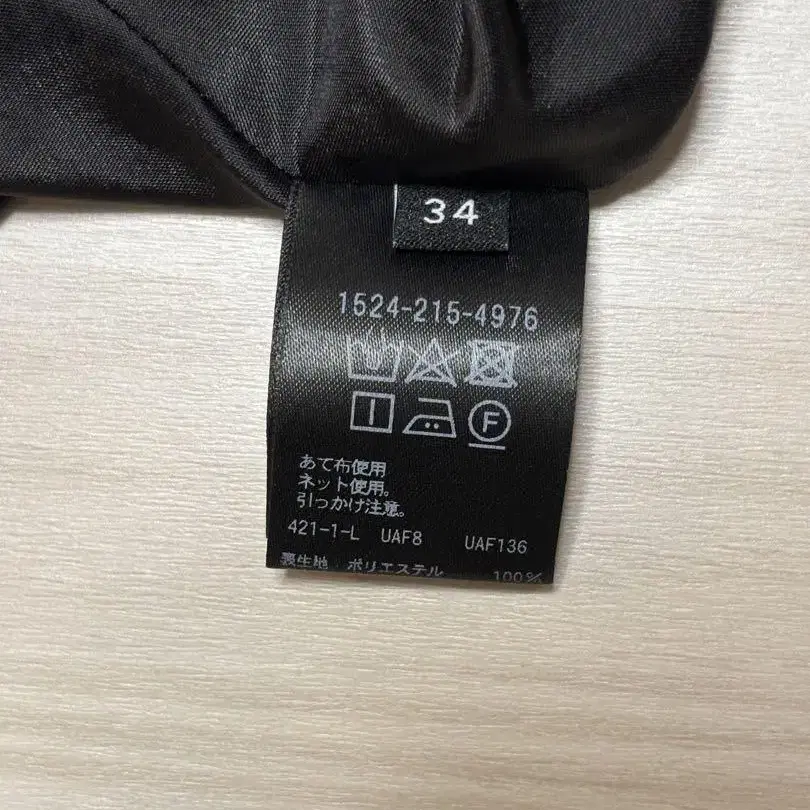 34
1524-215-4976
F
あて布使用
ネット使用。
引っかけ注意。
421-1-L UAF8 UAF136
裏生地 ポリエステル 100%